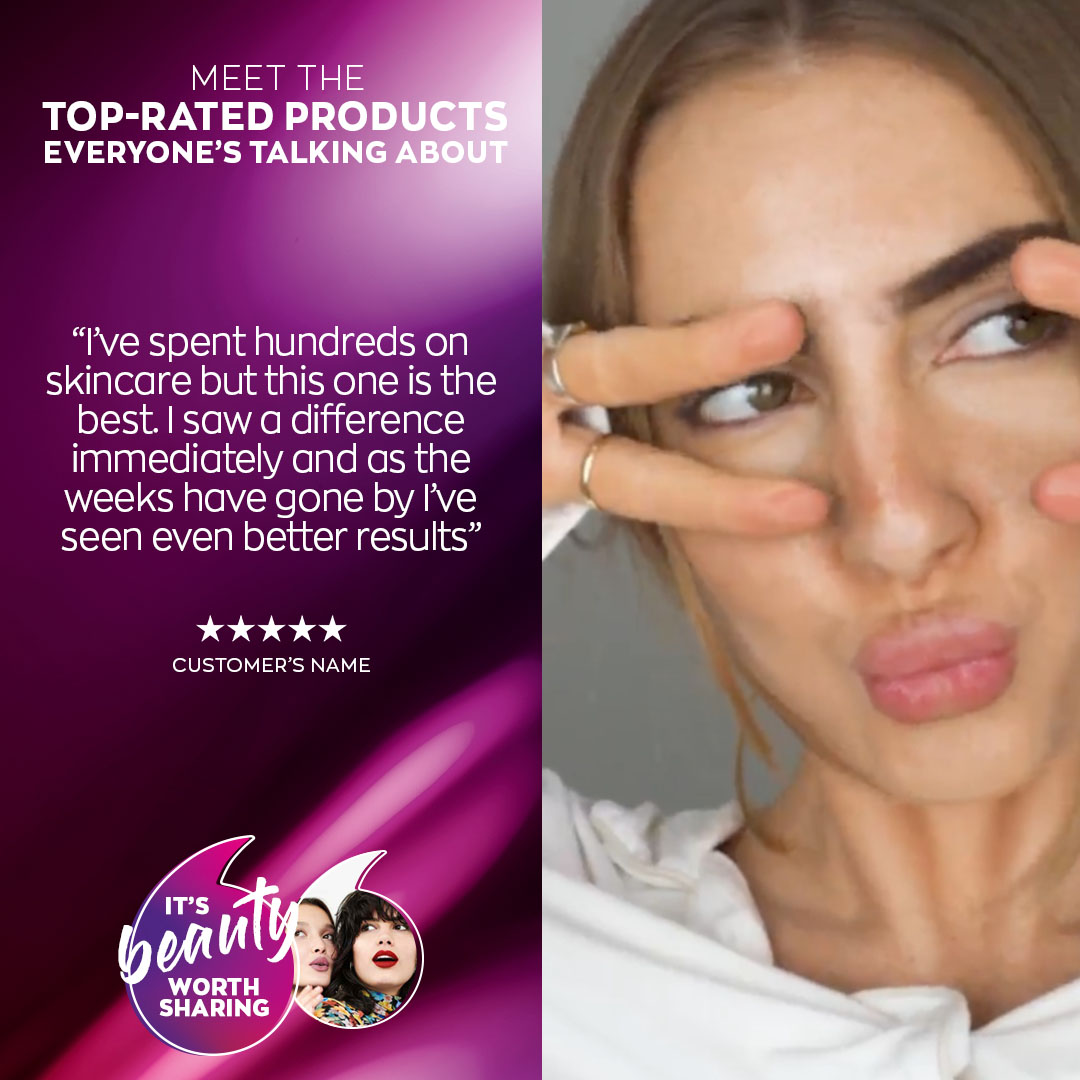 MEET THE
TOP-RATED PRODUCTS
EVERYONE’S TALKING ABOUT
“I’ve spent hundreds on
skincare but this one is the
best. I saw a difference
immediately and as the
weeks have gone by I’ve
seen even better results”
★★★★★
CUSTOMER’S NAME
IT’S
beauty
WORTH
SHARING